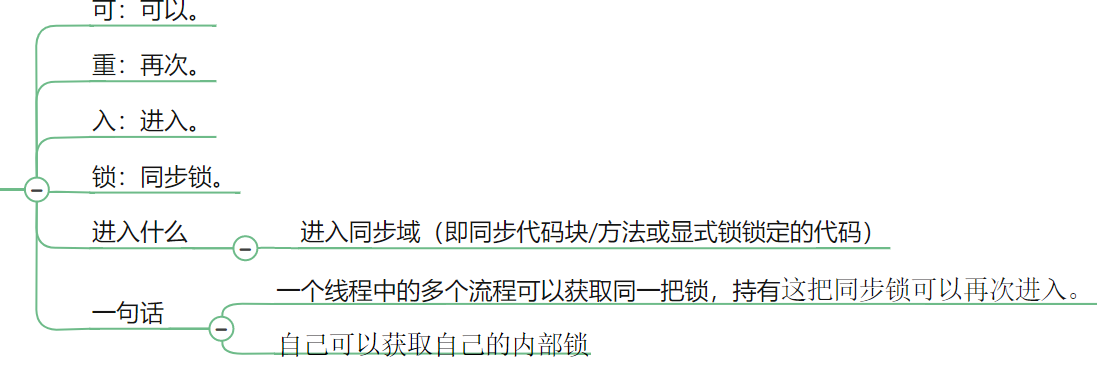 可：可以。
重：再次。
入：进入。
锁：同步锁。
进入什么
进入同步域（即同步代码块/方法或显式锁锁定的代码）
一句话
一个线程中的多个流程可以获取同一把锁，持有这把同步锁可以再次进入。
自己可以获取自己的内部锁